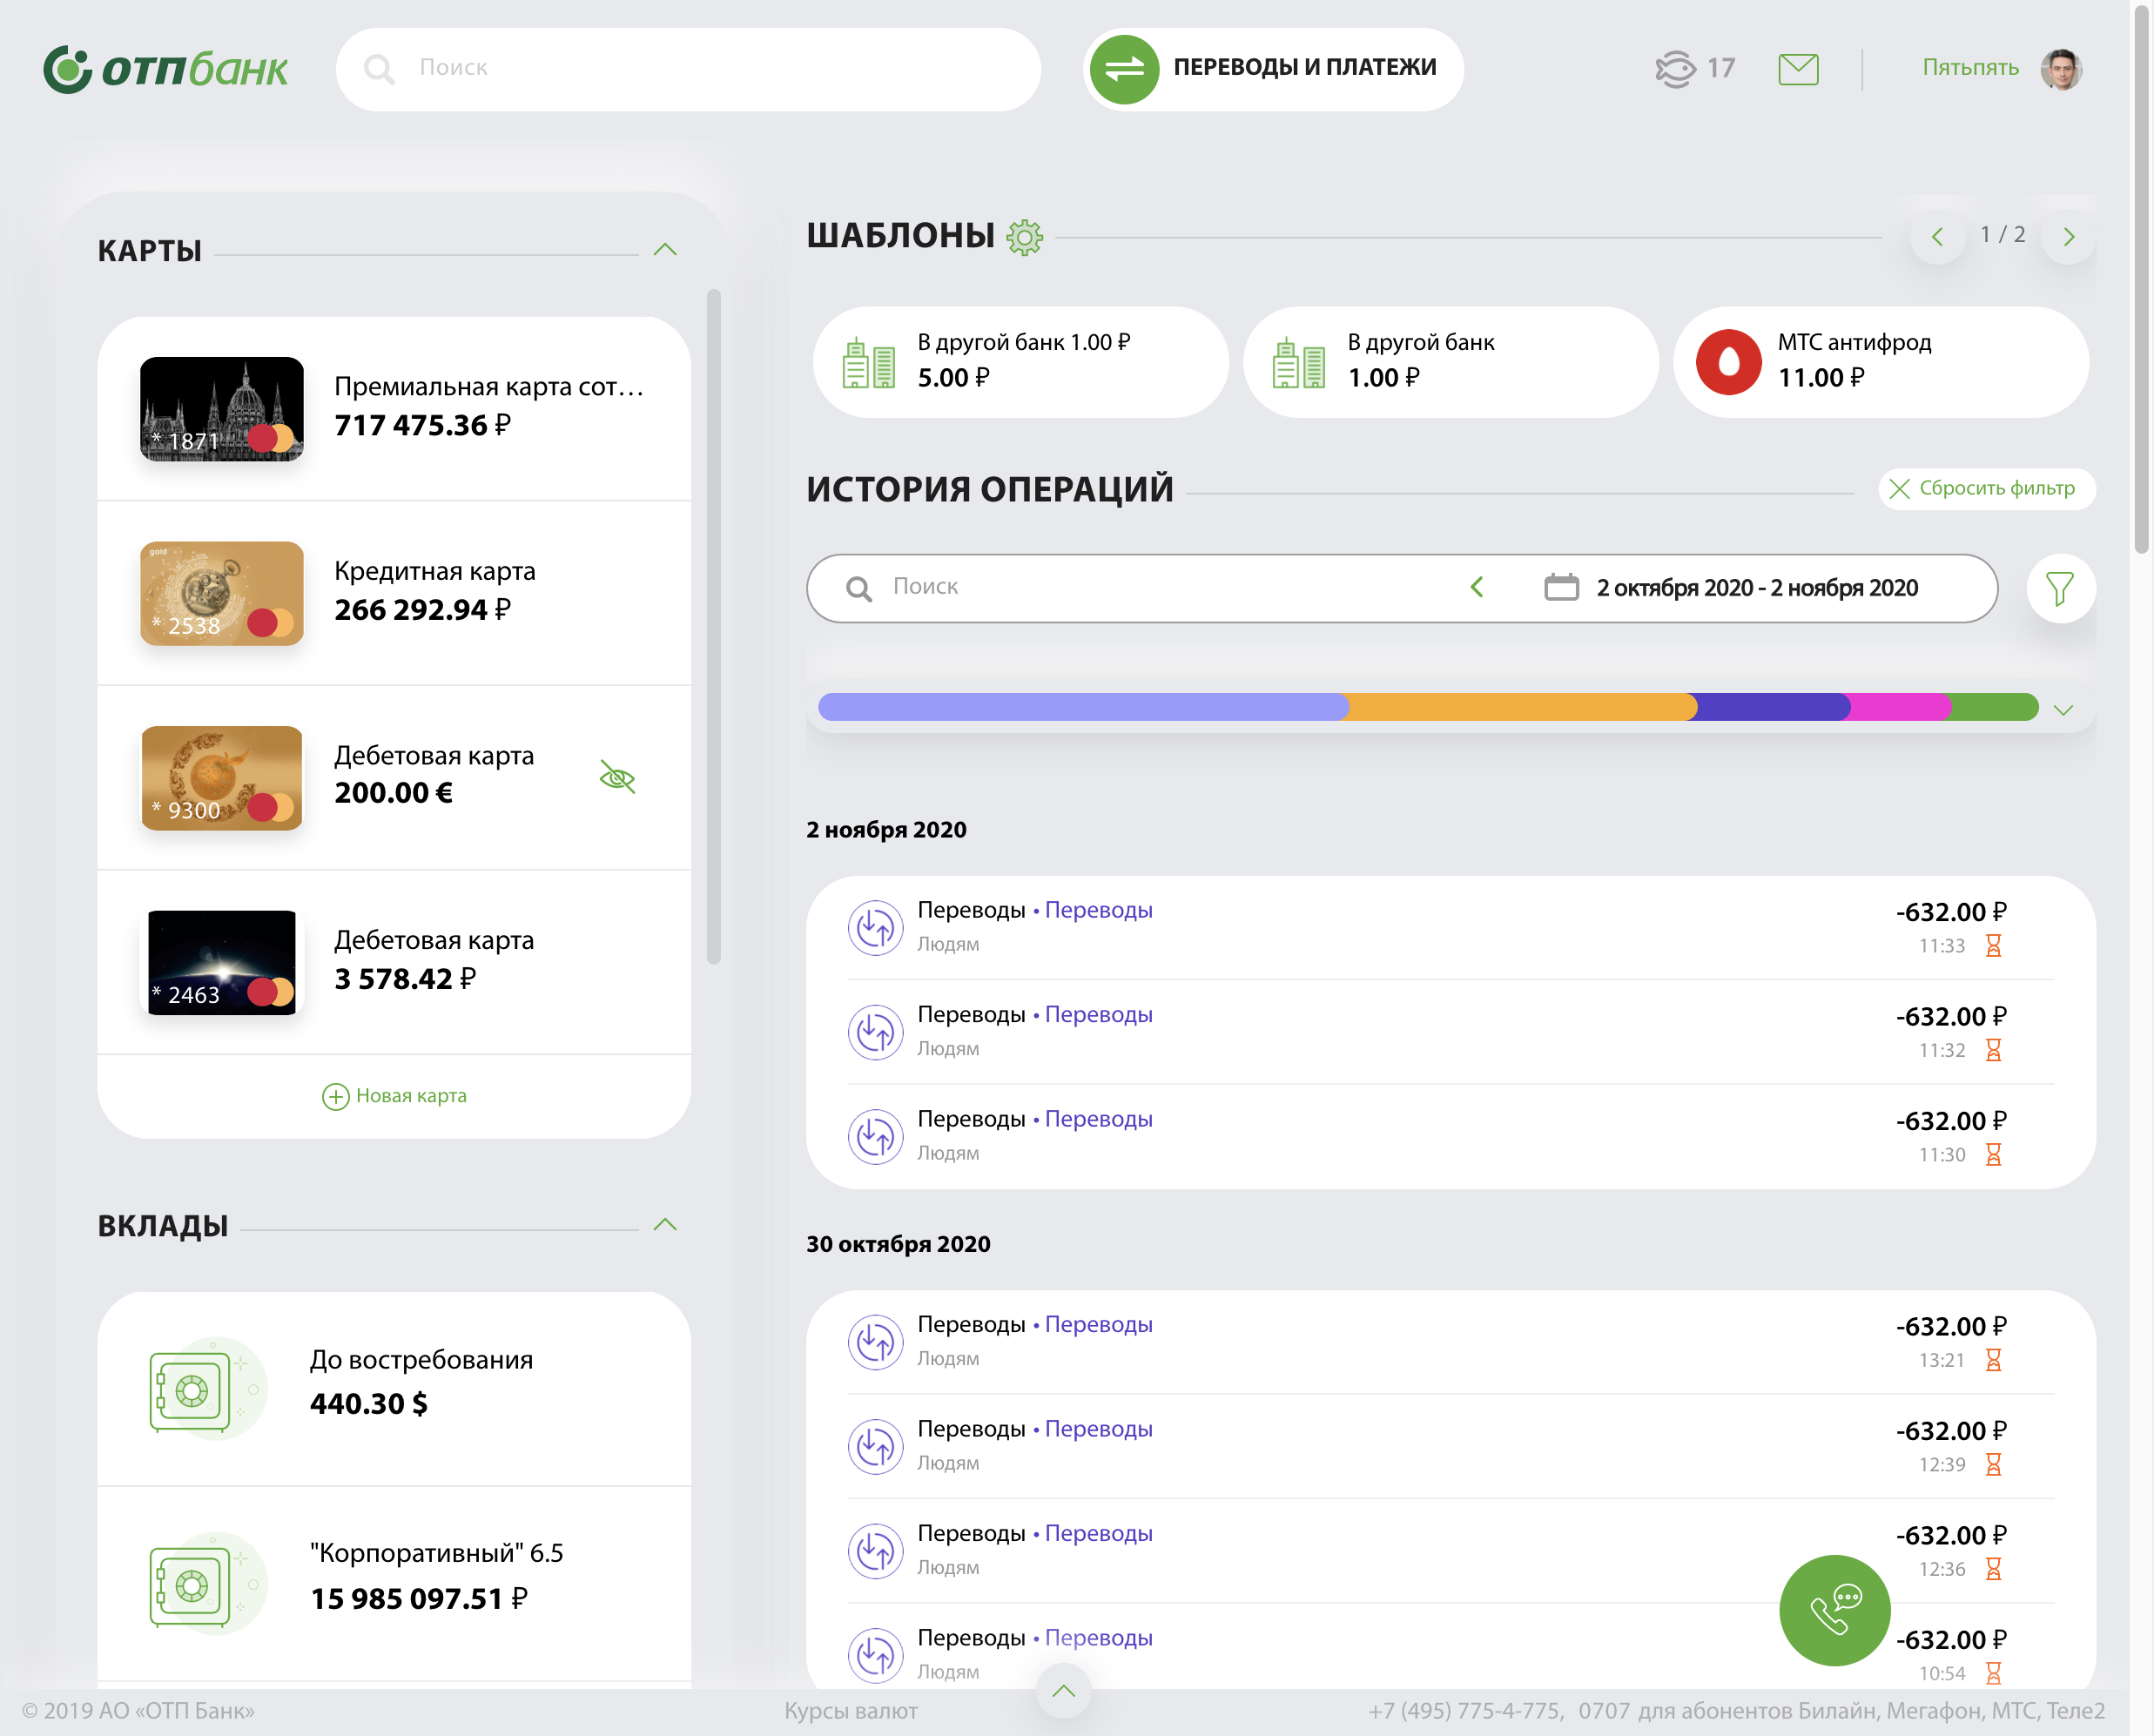 ОТПбанк
Поиск
ПЕРЕВОДЫ И ПЛАТЕЖИ
17
Пятьпять
КАРТЫ
* 1871
Премиальная карта сот...
717 475.36 ₽
gold
* 2538
Кредитная карта
266 292.94 ₽
* 9300
Дебетовая карта
200.00 €
* 2463
Дебетовая карта
3 578.42 ₽
Новая карта
ВКЛАДЫ
До востребования
440.30 $
"Корпоративный" 6.5
15 985 097.51 ₽
ШАБЛОНЫ
1 / 2
В другой банк 1.00 ₽
5.00 ₽
В другой банк
1.00 ₽
МТС антифрод
11.00 ₽
ИСТОРИЯ ОПЕРАЦИЙ
Сбросить фильтр
Поиск
2 октября 2020 - 2 ноября 2020
2 ноября 2020
Переводы • Переводы
-632.00 ₽
Людям
11:33
Переводы • Переводы
-632.00 ₽
Людям
11:32
Переводы • Переводы
-632.00 ₽
Людям
11:30
30 октября 2020
Переводы • Переводы
-632.00 ₽
Людям
13:21
Переводы • Переводы
-632.00 ₽
Людям
12:39
Переводы • Переводы
-632.00 ₽
Людям
12:36
Переводы • Переводы
-632.00 ₽
Людям
10:54
© 2019 АО «ОТП Банк»
Курсы валют
+7 (495) 775-4-775, 0707 для абонентов Билайн, Мегафон, МТС, Теле2